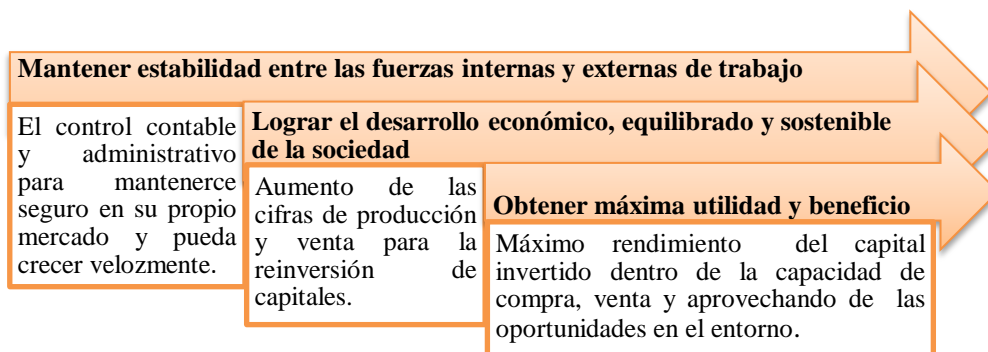 Mantener estabilidad entre las fuerzas internas y externas de trabajo
El control contable
y administrativo
para mantenerce
seguro en su propio
mercado y pueda
crecer velozmente.
Lograr el desarrollo económico, equilibrado y sostenible
de la sociedad
Aumento de las
cifras de producción
y venta para la
reinversión de
capitales.
Obtener máxima utilidad y beneficio
Máximo rendimiento del capital
invertido dentro de la capacidad de
compra, venta y aprovechando de las
oportunidades en el entorno.